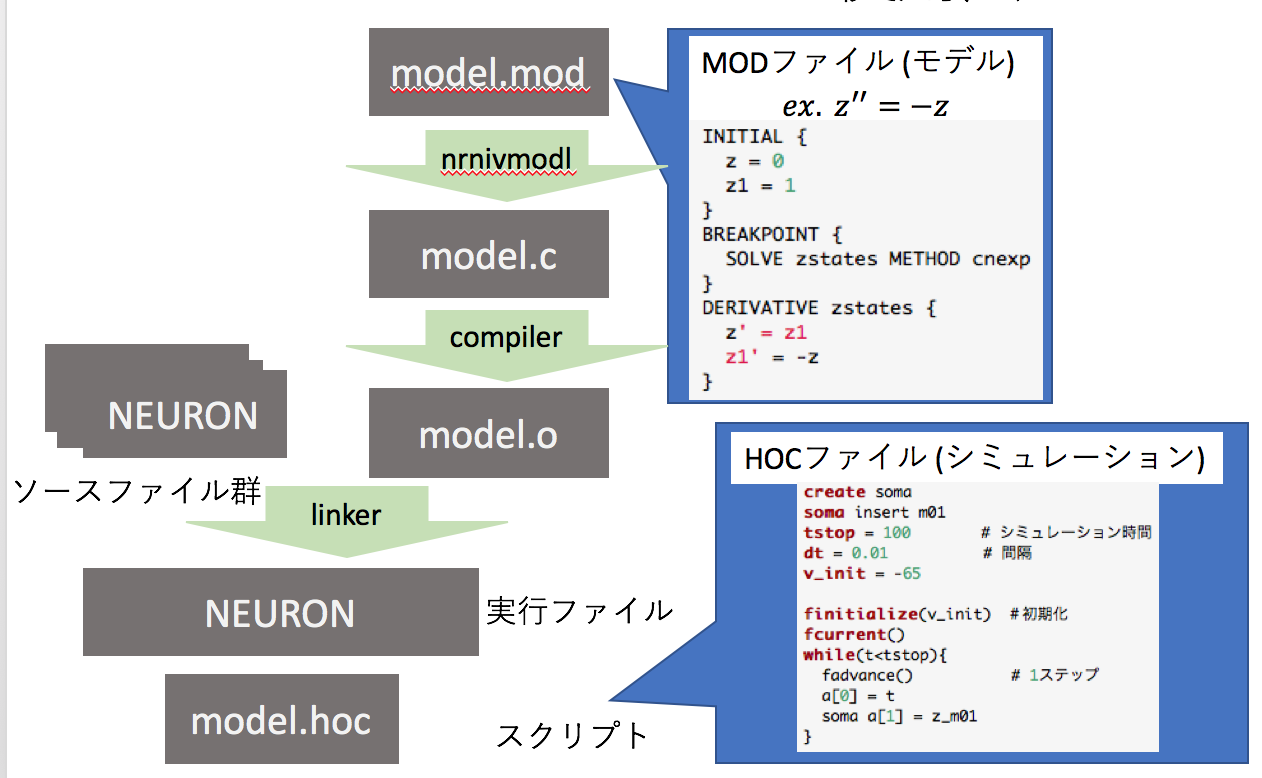 model.mod
nrnivmodl
model.c
compiler
model.o
NEURON
ソースファイル群
linker
NEURON
実行ファイル
model.hoc
スクリプト
MODファイル (モデル)
ex. z′′ = −z
INITIAL {
  z = 0
  z1 = 1
}
BREAKPOINT {
  SOLVE zstates METHOD cnexp
}
DERIVATIVE zstates {
  z' = z1
  z1' = -z
}
HOCファイル (シミュレーション)
create soma
soma insert m01
tstop = 100 # シミュレーション時間
dt = 0.01 # 間隔
v_init = -65
finitialize(v_init) #初期化
fcurrent()
while(t<tstop){
  fadvance() # 1ステップ
  a[0] = t
  soma a[1] = z_m01
}